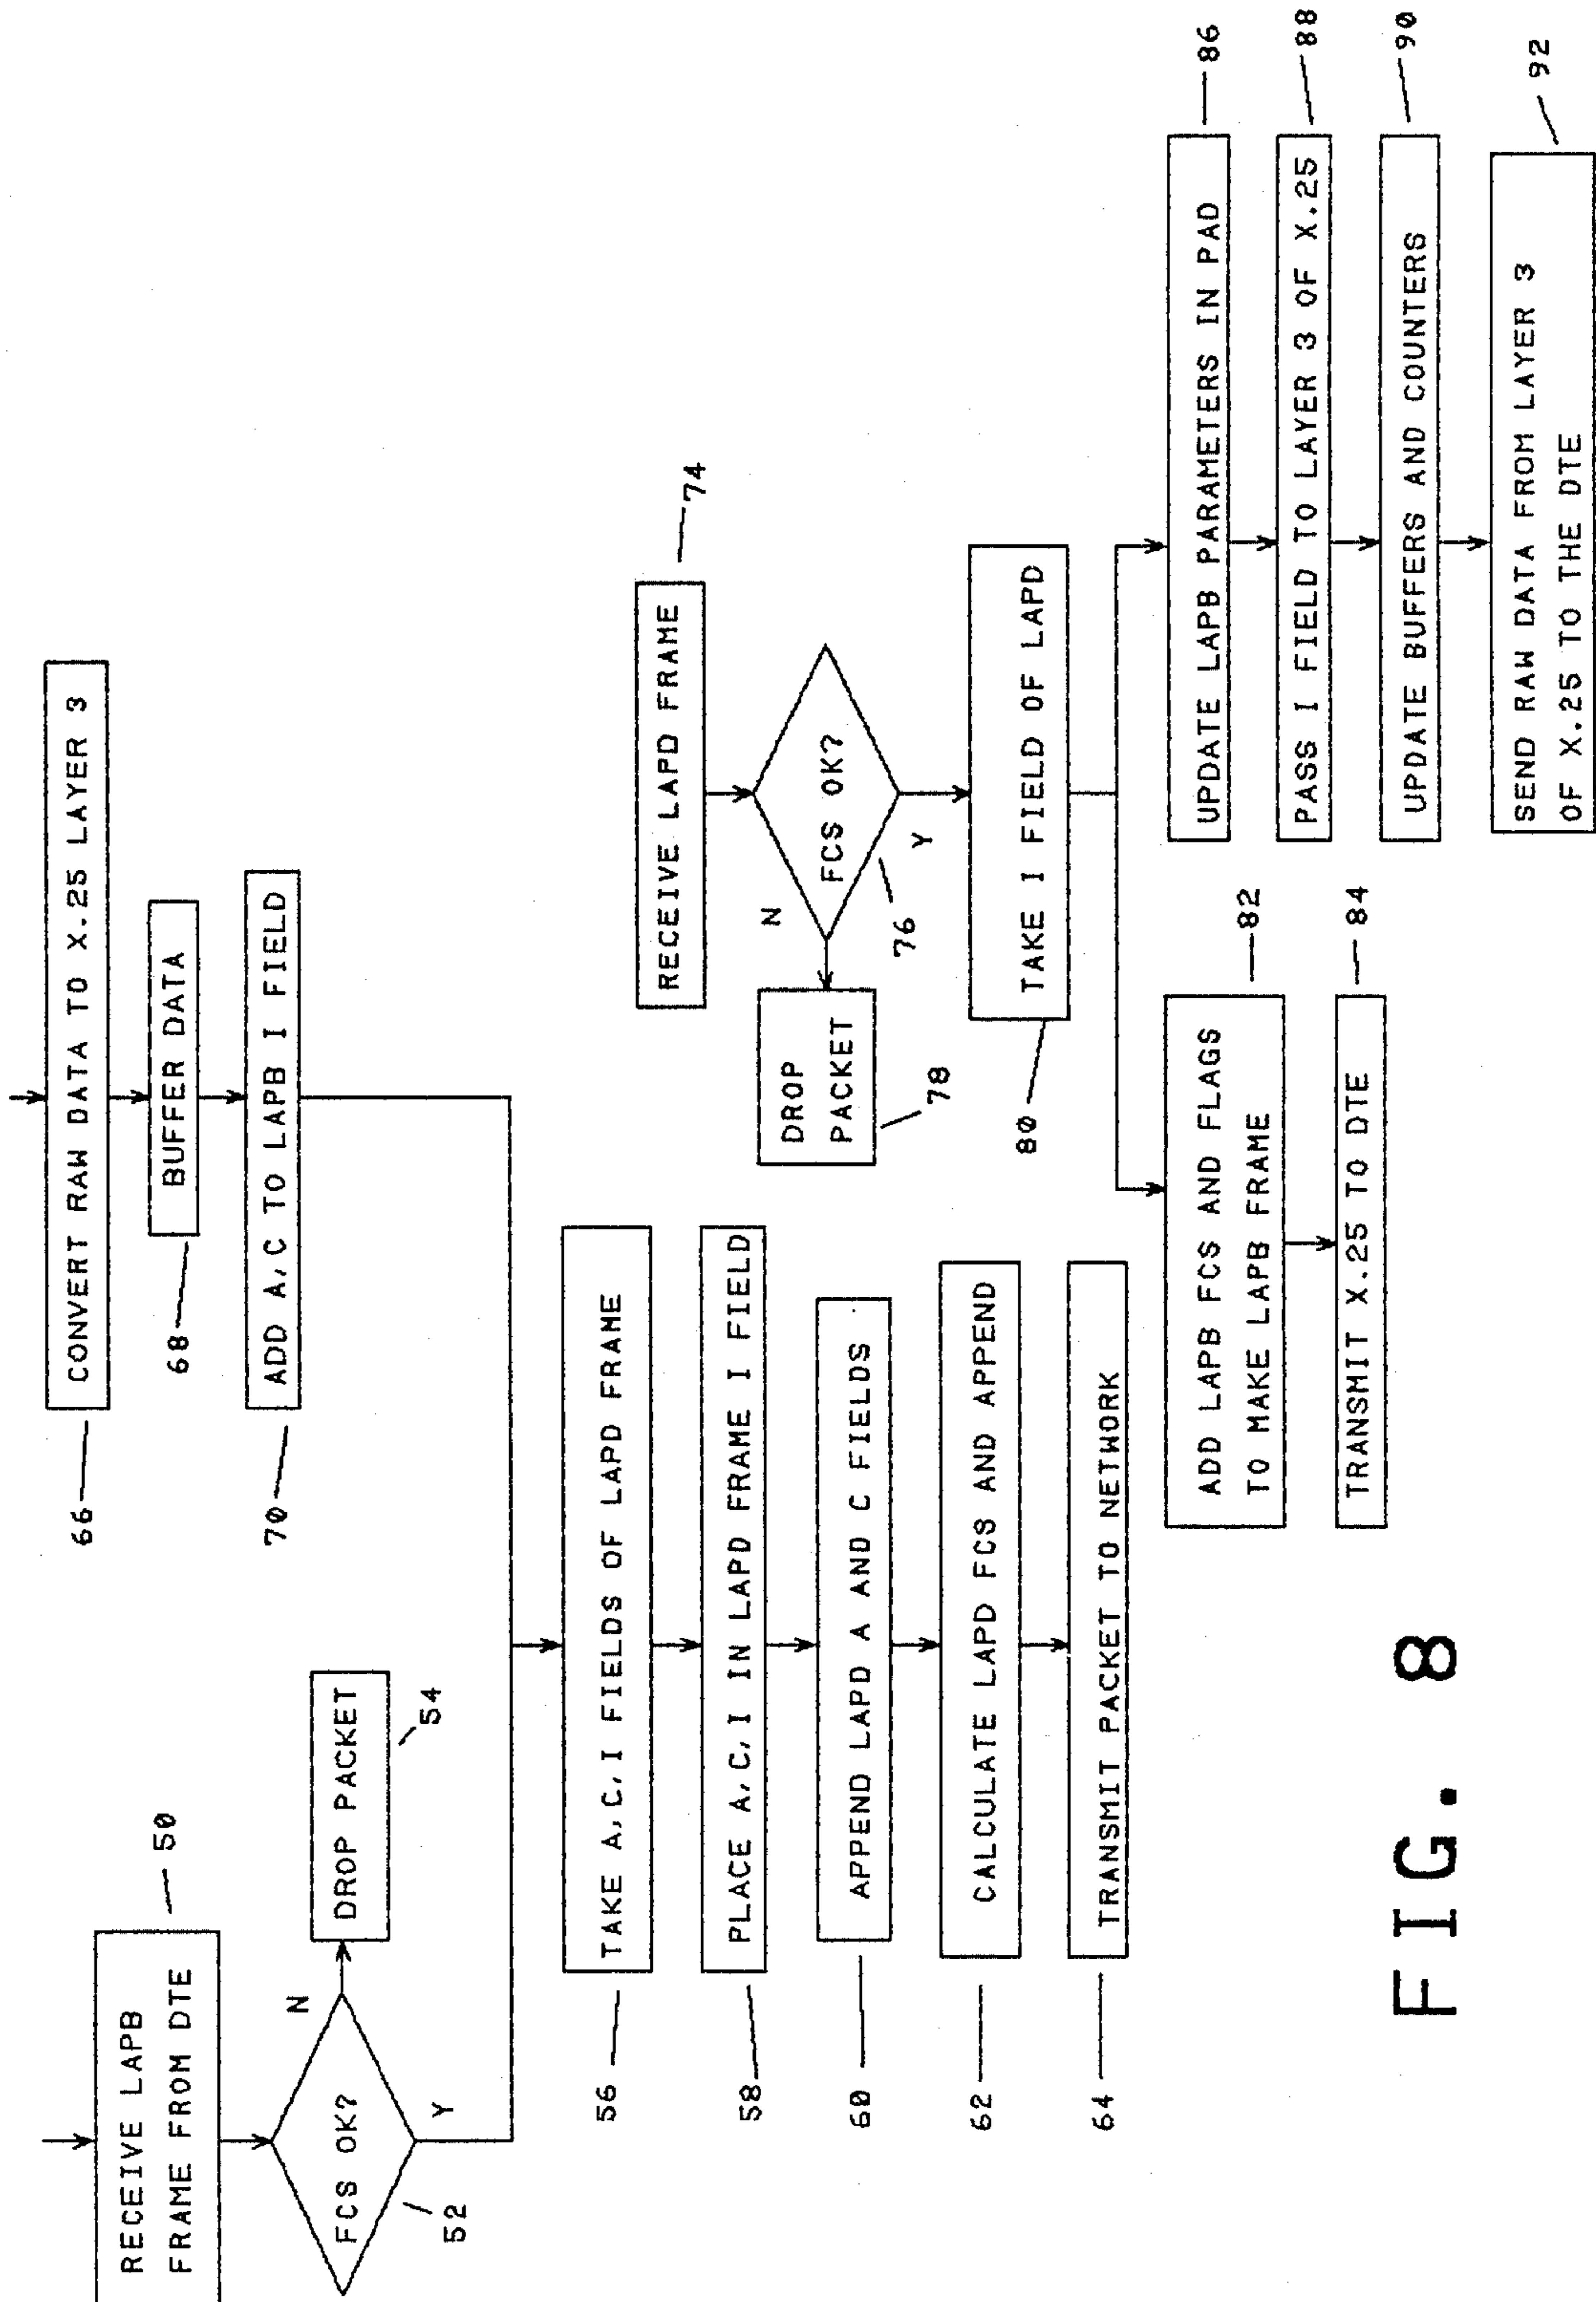 50
RECEIVE LAPB
FRAME FROM DTE
FCS OK?
52
N
Y
DROP PACKET
54
66
CONVERT RAW DATA TO X.25 LAYER 3
68
BUFFER DATA
70
ADD A,C TO LAPB I FIELD
56
TAKE A,C,I FIELDS OF LAPD FRAME
58
PLACE A,C,I IN LAPD FRAME I FIELD
60
APPEND LAPD A AND C FIELDS
62
CALCULATE LAPD FCS AND APPEND
64
TRANSMIT PACKET TO NETWORK
RECEIVE LAPD FRAME
74
FCS OK?
76
N
Y
DROP
PACKET
78
80
TAKE I FIELD OF LAPD
ADD LAPB FCS AND FLAGS
TO MAKE LAPB FRAME
82
TRANSMIT X.25 TO DTE
84
UPDATE LAPB PARAMETERS IN PAD
86
PASS I FIELD TO LAYER 3 OF X.25
88
UPDATE BUFFERS AND COUNTERS
90
SEND RAW DATA FROM LAYER 3
OF X.25 TO THE DTE
92
FIG. 8